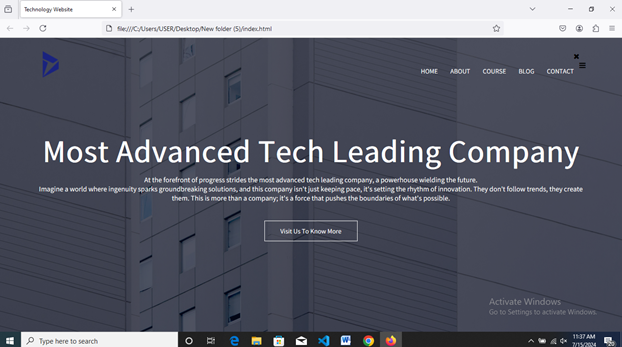 Technology Website
file:///C:/Users/USER/Desktop/New folder (5)/index.html
HOME ABOUT COURSE BLOG CONTACT
Most Advanced Tech Leading Company
At the forefront of progress strides the most advanced tech leading company, a powerhouse wielding the future.
Imagine a world where ingenuity sparks groundbreaking solutions, and this company isn't just keeping pace, it's setting the rhythm of innovation. They don't follow trends, they create
them. This is more than a company; it's a force that pushes the boundaries of what's possible.
Visit Us To Know More
Activate Windows
Go to Settings to activate Windows.
Type here to search
11:37 AM
7/15/2024
20